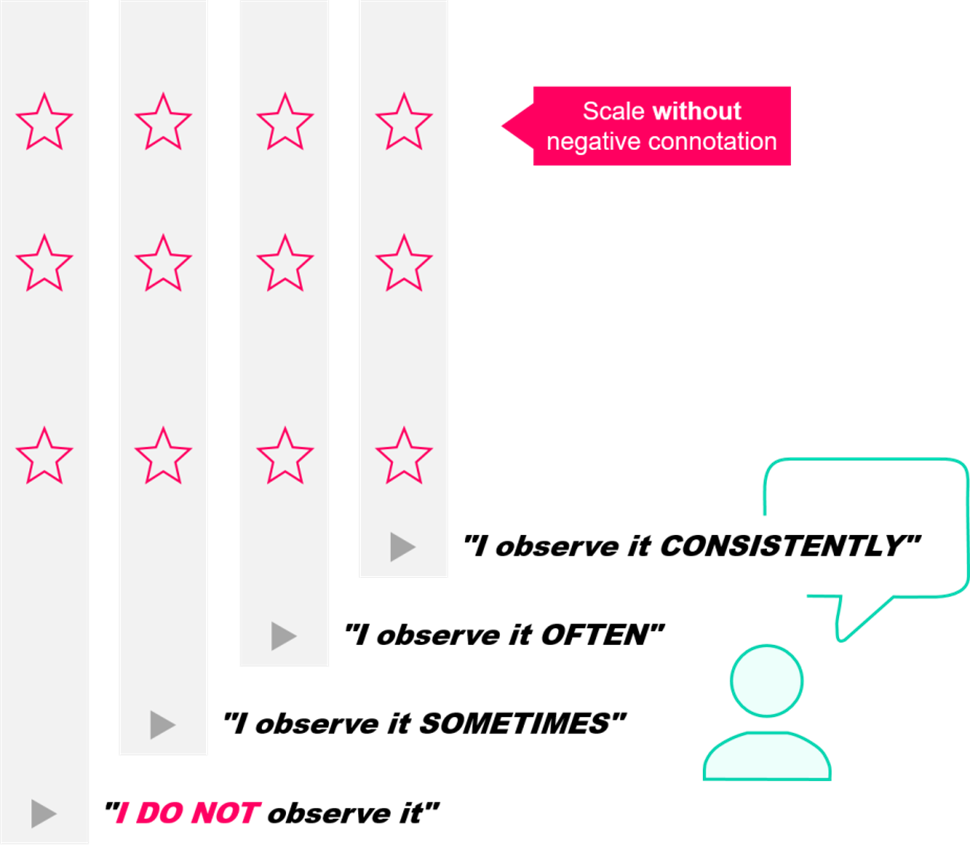 Scale without
negative connotation
"I observe it CONSISTENTLY"
"I observe it OFTEN"
"I observe it SOMETIMES"
"I DO NOT observe it"